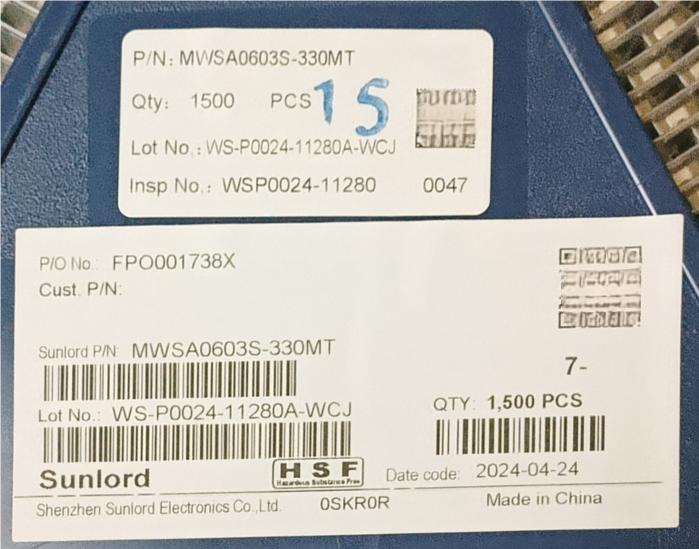 P/N: MWSA0603S-330MT
Qty: 1500 PCS 15
Lot No.: WS-P0024-11280A-WCJ
Insp No.: WSP0024-11280 0047
P/O No.: FPO001738X
Cust. P/N:
Sunlord P/N: MWSA0603S-330MT
7-
Lot No.: WS-P0024-11280A-WCJ
QTY: 1,500 PCS
Sunlord
HSF
Hazardous Substance Free
Date code: 2024-04-24
Shenzhen Sunlord Electronics Co.,Ltd.
0SKR0R
Made in China